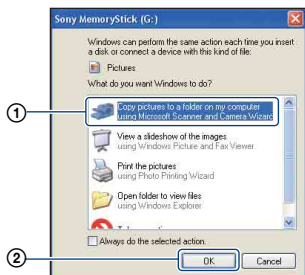 Sony MemoryStick (G:)
Windows can perform the same action each time you insert
a disk or connect a device with this kind of file:
Pictures
What do you want Windows to do?
① Copy pictures to a folder on my computer
using Microsoft Scanner and Camera Wizard
View a slideshow of the images
using Windows Picture and Fax Viewer
Print the pictures
using Photo Printing Wizard
Open folder to view files
using Windows Explorer
Always do the selected action.
② OK Cancel